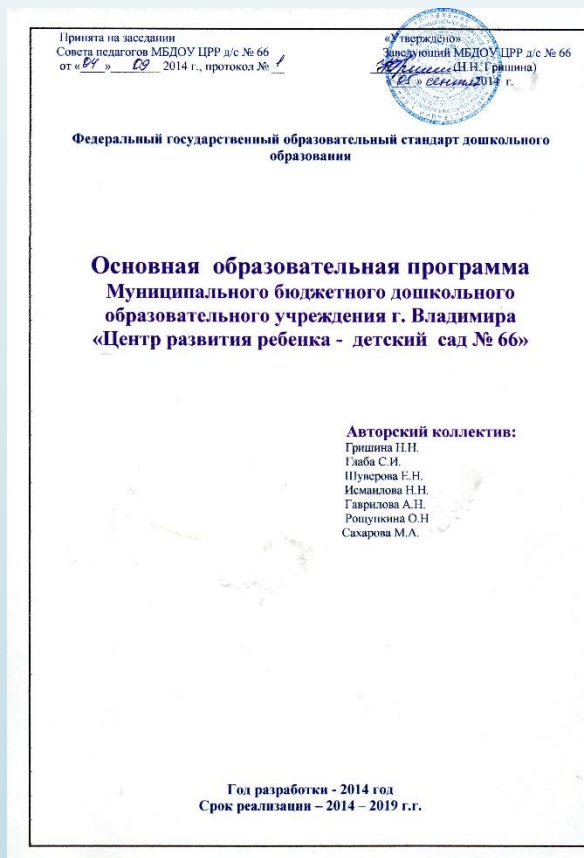 Принята на заседании
Совета педагогов МБДОУ ЦРР д/с № 66
от «04» 09 2014 г., протокол № 1
«Утверждено»
Заведующий МБДОУ ЦРР д/с № 66
(Н.Н. Гришина)
сентября 2014 г.
Федеральный государственный образовательный стандарт дошкольного
образования
Основная образовательная программа
Муниципального бюджетного дошкольного
образовательного учреждения г. Владимира
«Центр развития ребенка - детский сад № 66»
Авторский коллектив:
Гришина Н.Н.
Глаба С.И.
Шуверова Е.Н.
Исмаилова Н.Н.
Гаврилова А.Н.
Рощупкина О.Н
Сахарова М.А.
Год разработки - 2014 год
Срок реализации – 2014 – 2019 г.г.